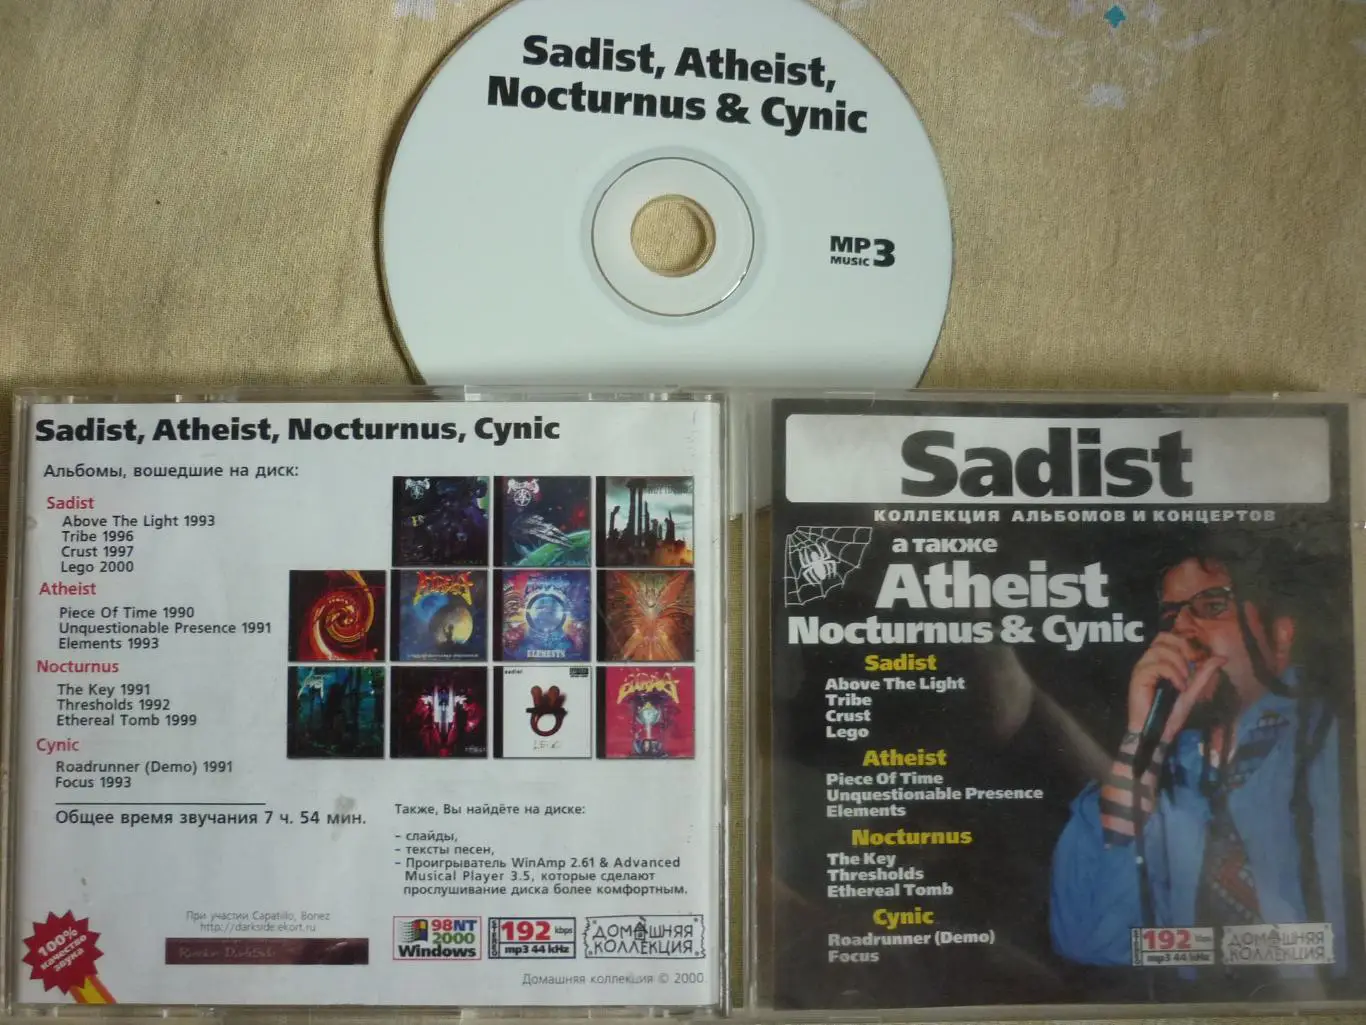 Sadist, Atheist,
Nocturnus & Cynic
MP3
MUSIC
Sadist, Atheist, Nocturnus, Cynic
Альбомы, вошедшие на диск:
Sadist
Above The Light 1993
Tribe 1996
Crust 1997
Lego 2000
Atheist
Piece Of Time 1990
Unquestionable Presence 1991
Elements 1993
Nocturnus
The Key 1991
Thresholds 1992
Ethereal Tomb 1999
Cynic
Roadrunner (Demo) 1991
Focus 1993
Общее время звучания 7 ч. 54 мин.
ELEMENTS
sadist
LEGO
Также, Вы найдёте на диске:
– слайды,
– тексты песен,
– Проигрыватель WinAmp 2.61 & Advanced
Musical Player 3.5, которые сделают
прослушивание диска более комфортным.
100%
качество
звука
При участии Capatillo, Bonez
http://darkside.ekort.ru
98NT
2000
Windows
STEREO
192 kbps
mp3 44 kHz
ДОМАШНЯЯ
КОЛЛЕКЦИЯ
Домашняя коллекция © 2000.
Sadist
КОЛЛЕКЦИЯ АЛЬБОМОВ И КОНЦЕРТОВ
а также
Atheist
Nocturnus & Cynic
Sadist
Above The Light
Tribe
Crust
Lego
Atheist
Piece Of Time
Unquestionable Presence
Elements
Nocturnus
The Key
Thresholds
Ethereal Tomb
Cynic
Roadrunner (Demo)
Focus
STEREO
192 kbps
mp3 44 kHz
ДОМАШНЯЯ
КОЛЛЕКЦИЯ